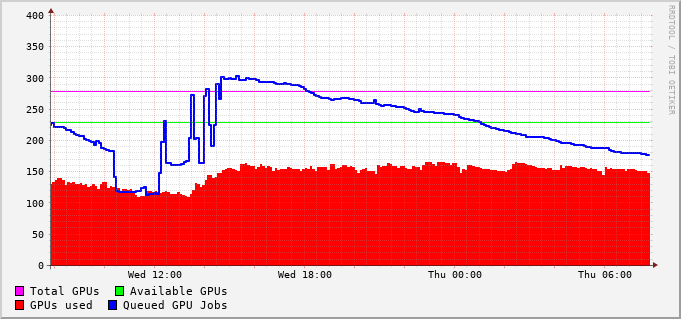 400
350
300
250
200
150
100
50
0
Wed 12:00 Wed 18:00 Thu 00:00 Thu 06:00
Total GPUs Available GPUs
GPUs used Queued GPU Jobs
RRDTOOL / TOBI OETIKER